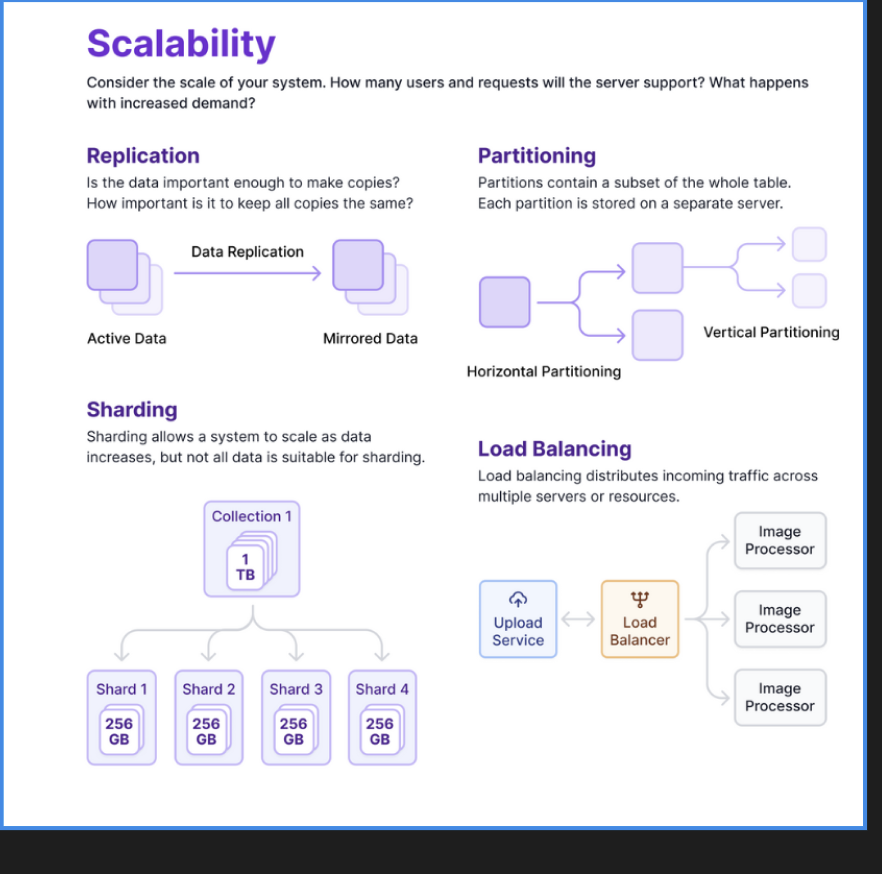 Scalability
Consider the scale of your system. How many users and requests will the server support? What happens
with increased demand?
Replication
Is the data important enough to make copies?
How important is it to keep all copies the same?
Data Replication
Active Data
Mirrored Data
Partitioning
Partitions contain a subset of the whole table.
Each partition is stored on a separate server.
Vertical Partitioning
Horizontal Partitioning
Sharding
Sharding allows a system to scale as data
increases, but not all data is suitable for sharding.
Collection 1
1
TB
Shard 1
256
GB
Shard 2
256
GB
Shard 3
256
GB
Shard 4
256
GB
Load Balancing
Load balancing distributes incoming traffic across
multiple servers or resources.
Upload
Service
Load
Balancer
Image
Processor
Image
Processor
Image
Processor